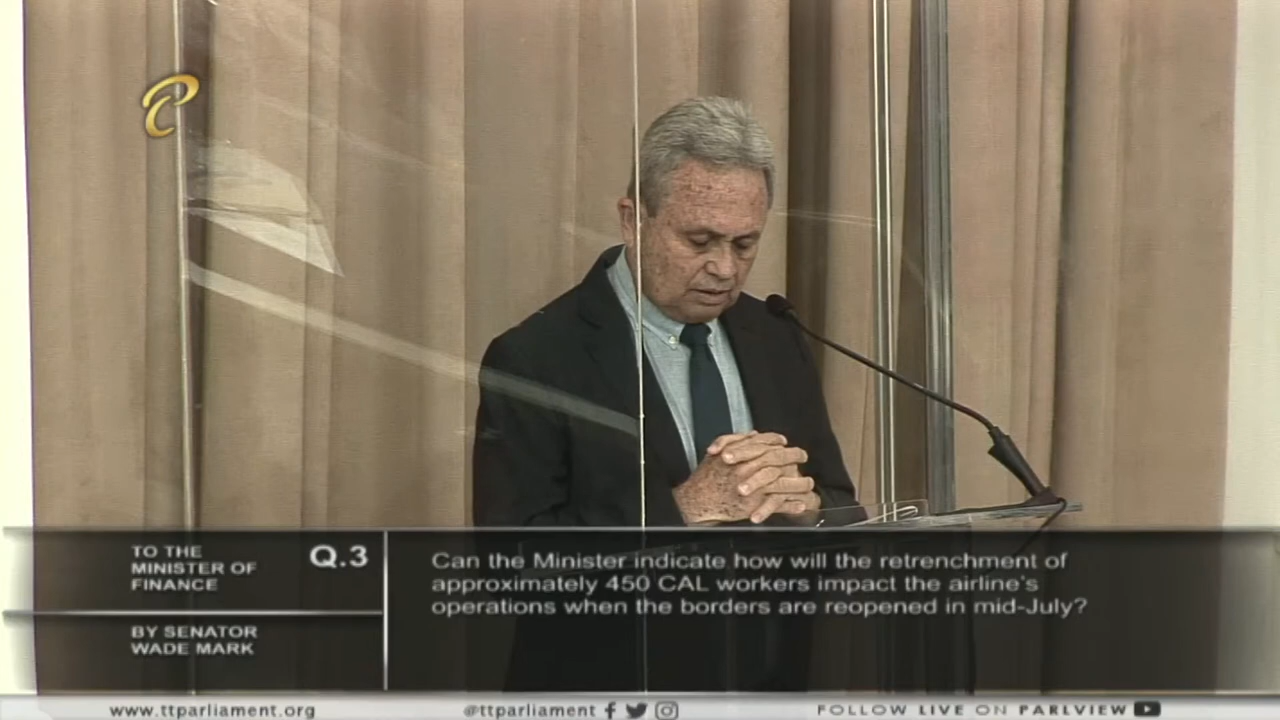 TO THE
MINISTER OF
FINANCE
Q.3
BY SENATOR
WADE MARK
Can the Minister indicate how will the retrenchment of
approximately 450 CAL workers impact the airline's
operations when the borders are reopened in mid-July?
www.ttparliament.org
@ttparliament
FOLLOW LIVE ON PARLVIEW